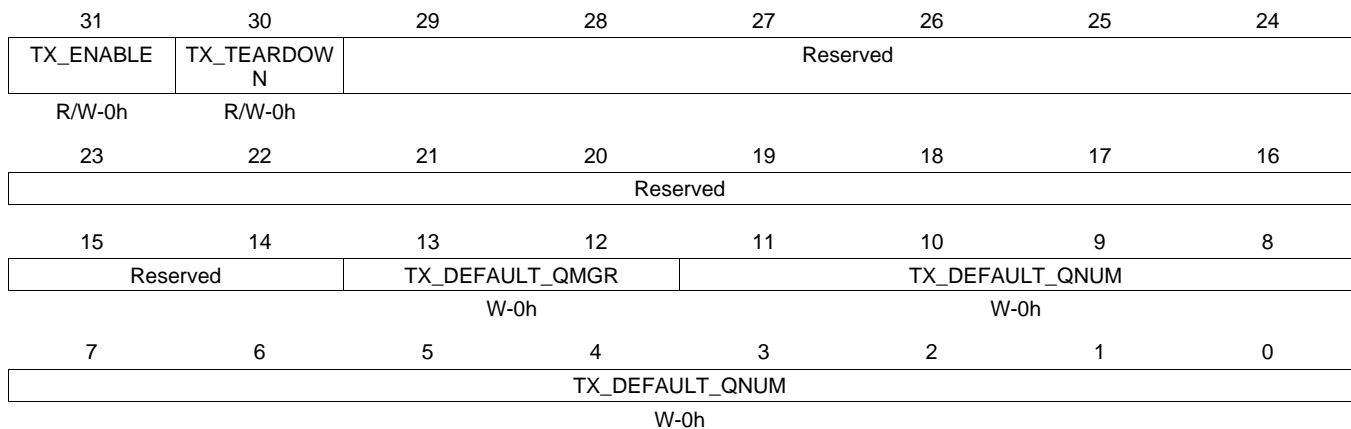 31 30 29 28 27 26 25 24
TX_ENABLE TX_TEARDOW Reserved
N
R/W-0h R/W-0h
23 22 21 20 19 18 17 16
Reserved
15 14 13 12 11 10 9 8
Reserved TX_DEFAULT_QMGR TX_DEFAULT_QNUM
W-0h W-0h
7 6 5 4 3 2 1 0
TX_DEFAULT_QNUM
W-0h